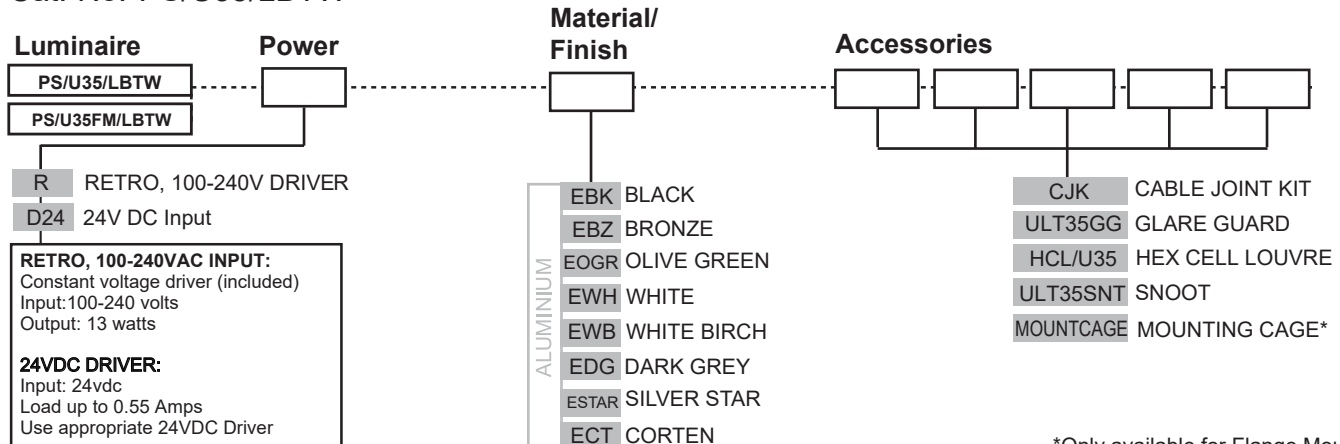 Luminaire
Power
Material/
Finish
Accessories
PS/U35/LBTW
PS/U35FM/LBTW
R RETRO, 100-240V DRIVER
D24 24V DC Input
RETRO, 100-240VAC INPUT:
Constant voltage driver (included)
Input:100-240 volts
Output: 13 watts
24VDC DRIVER:
Input: 24vdc
Load up to 0.55 Amps
Use appropriate 24VDC Driver
ALUMINIUM
EBK BLACK
EBZ BRONZE
EOGR OLIVE GREEN
EWH WHITE
EWB WHITE BIRCH
EDG DARK GREY
ESTAR SILVER STAR
ECT CORTEN
CJK CABLE JOINT KIT
ULT35GG GLARE GUARD
HCL/U35 HEX CELL LOUVRE
ULT35SNT SNOOT
MOUNTCAGE MOUNTING CAGE*
*Only available for Flange